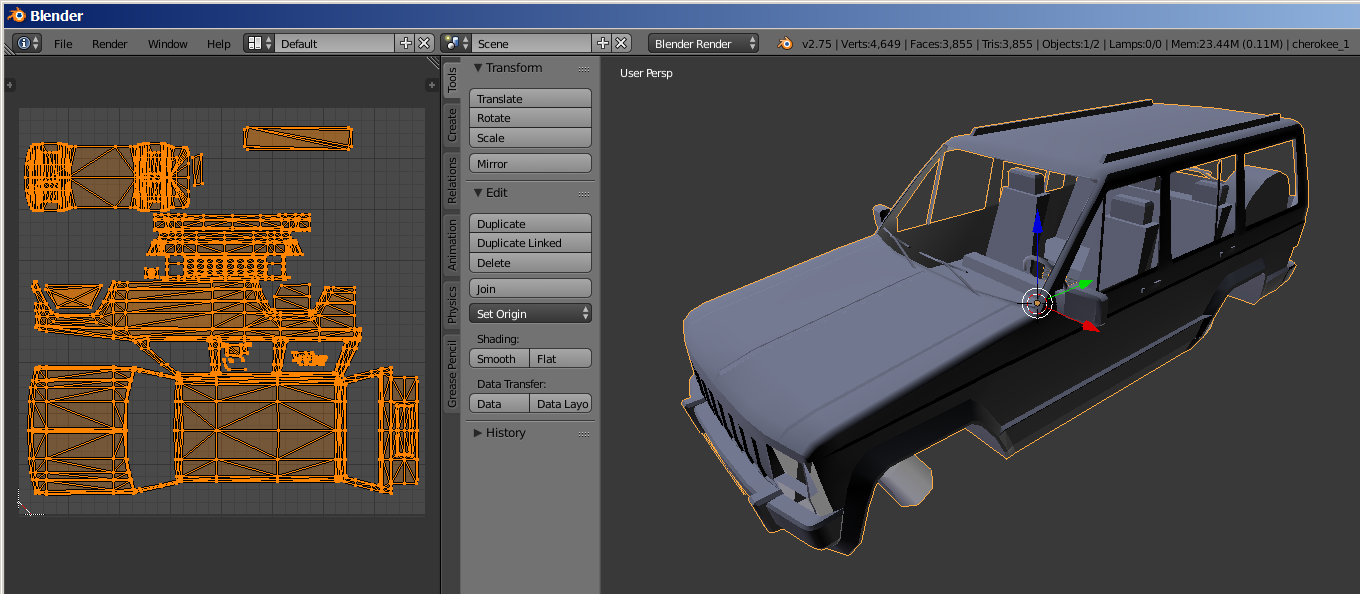 Blender
File Render Window Help Default Scene Blender Render v2.75 | Verts:4,649 | Faces:3,855 | Tris:3,855 | Objects:1/2 | Lamps:0/0 | Mem:23.44M (0.11M) | cherokee_1
Tools
Create
Relations
Animation
Physics
Grease Pencil
Transform
Translate
Rotate
Scale
Mirror
Edit
Duplicate
Duplicate Linked
Delete
Join
Set Origin
Shading:
Smooth Flat
Data Transfer:
Data Data Layo
History
User Persp